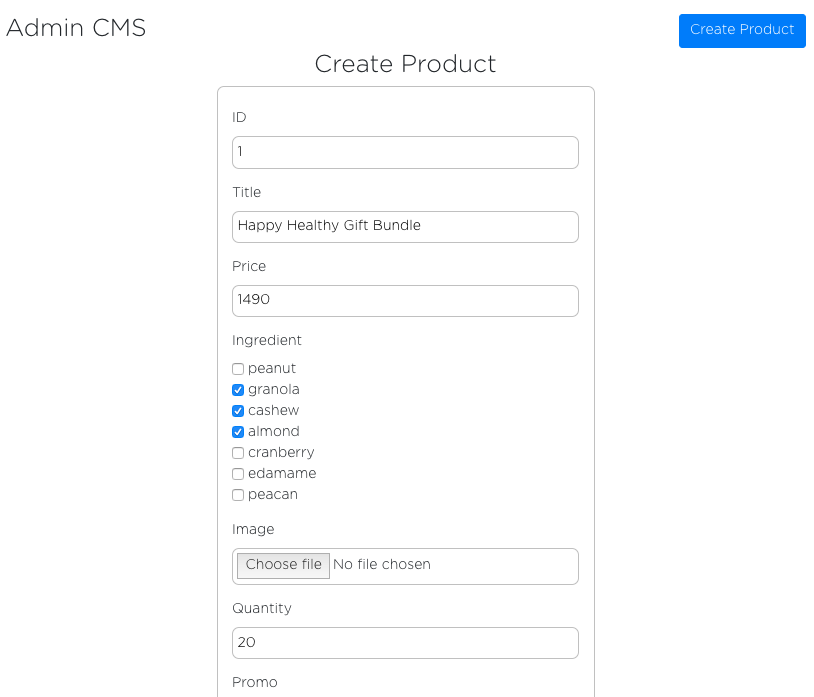 Admin CMS
Create Product
Create Product
ID
1
Title
Happy Healthy Gift Bundle
Price
1490
Ingredient
peanut
granola
cashew
almond
cranberry
edamame
peacan
Image
Choose file No file chosen
Quantity
20
Promo